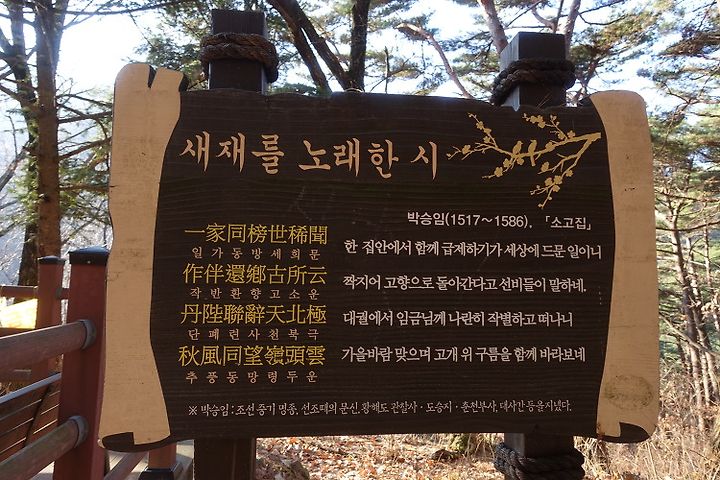 새재를 노래한 시
박승임(1517~1586), 「소고집」
一家同榜世稀聞
일가동방세희문
한 집안에서 함께 급제하기가 세상에 드문 일이니
作伴還鄕古所云
작반환향고소운
짝지어 고향으로 돌아간다고 선비들이 말하네.
丹陛聯辭天北極
단폐련사천북극
대궐에서 임금님께 나란히 작별하고 떠나니
秋風同望嶺頭雲
추풍동망령두운
가을바람 맞으며 고개 위 구름을 함께 바라보네
※ 박승임 : 조선 중기 명종, 선조때의 문신, 황해도 관찰사 · 도승지 · 춘천부사, 대사간 등을 지냈다.